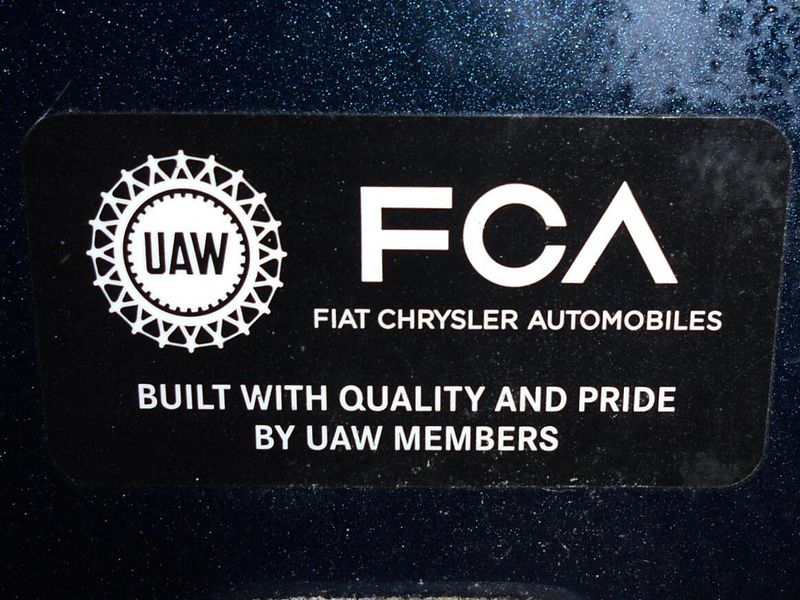 UAW
FCA
FIAT CHRYSLER AUTOMOBILES
BUILT WITH QUALITY AND PRIDE
BY UAW MEMBERS